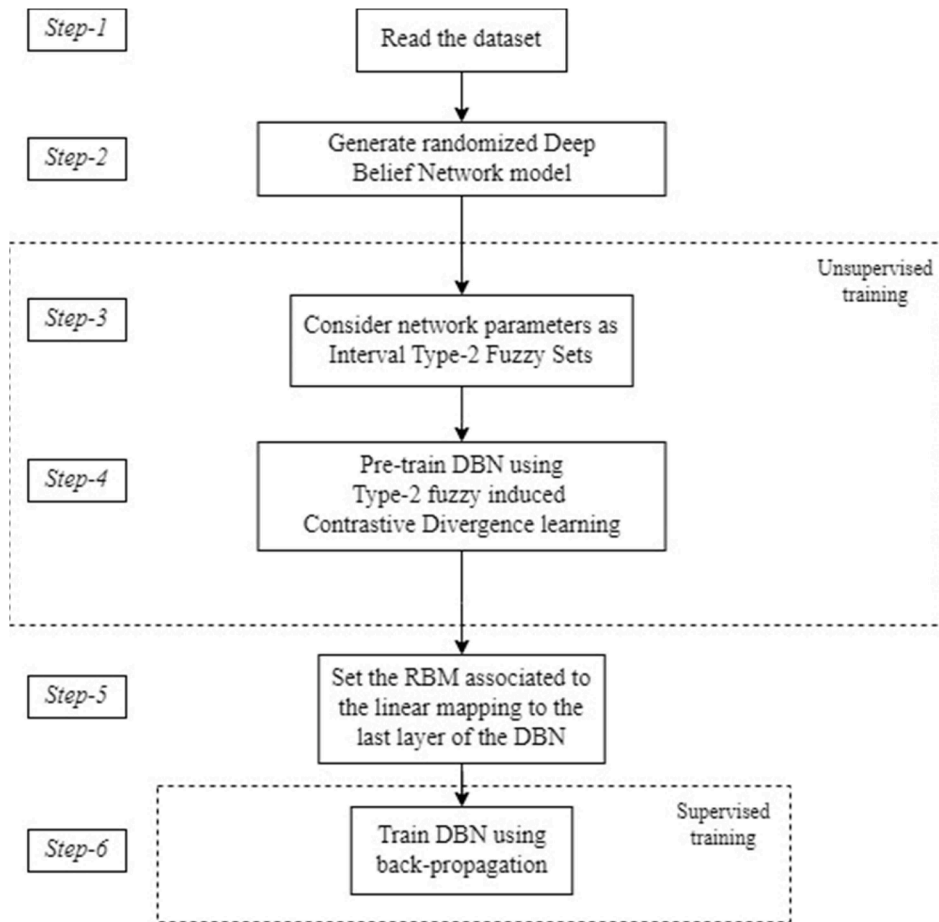 Step-1
Read the dataset
Step-2
Generate randomized Deep
Belief Network model
Unsupervised
training
Step-3
Consider network parameters as
Interval Type-2 Fuzzy Sets
Step-4
Pre-train DBN using
Type-2 fuzzy induced
Contrastive Divergence learning
Step-5
Set the RBM associated to
the linear mapping to the
last layer of the DBN
Supervised
training
Step-6
Train DBN using
back-propagation